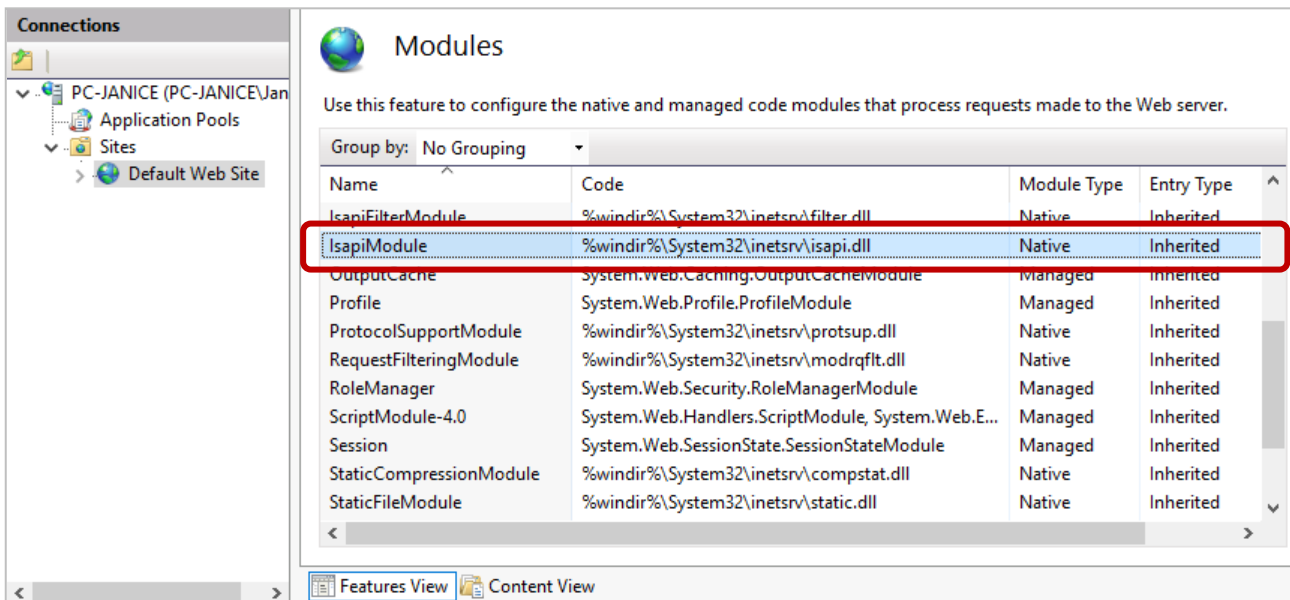 Connections
PC-JANICE (PC-JANICE\Jan
Application Pools
Sites
Default Web Site
Modules
Use this feature to configure the native and managed code modules that process requests made to the Web server.
Group by: No Grouping
Name Code Module Type Entry Type
IsapiFilterModule %windir%\System32\inetsrv\filter.dll Native Inherited
IsapiModule %windir%\System32\inetsrv\isapi.dll Native Inherited
OutputCache System.Web.Caching.OutputCacheModule Managed Inherited
Profile System.Web.Profile.ProfileModule Managed Inherited
ProtocolSupportModule %windir%\System32\inetsrv\protsup.dll Native Inherited
RequestFilteringModule %windir%\System32\inetsrv\modrqflt.dll Native Inherited
RoleManager System.Web.Security.RoleManagerModule Managed Inherited
ScriptModule-4.0 System.Web.Handlers.ScriptModule, System.Web.E... Managed Inherited
Session System.Web.SessionState.SessionStateModule Managed Inherited
StaticCompressionModule %windir%\System32\inetsrv\compstat.dll Native Inherited
StaticFileModule %windir%\System32\inetsrv\static.dll Native Inherited
Features View Content View